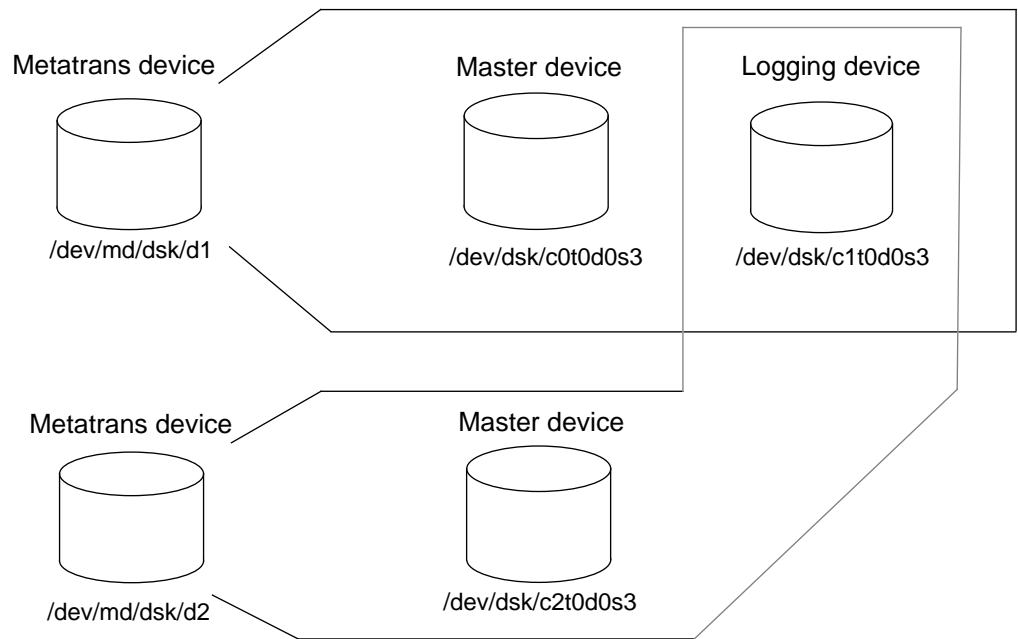 Metatrans device
Master device
Logging device
/dev/md/dsk/d1
/dev/dsk/c0t0d0s3
/dev/dsk/c1t0d0s3
Metatrans device
Master device
/dev/md/dsk/d2
/dev/dsk/c2t0d0s3